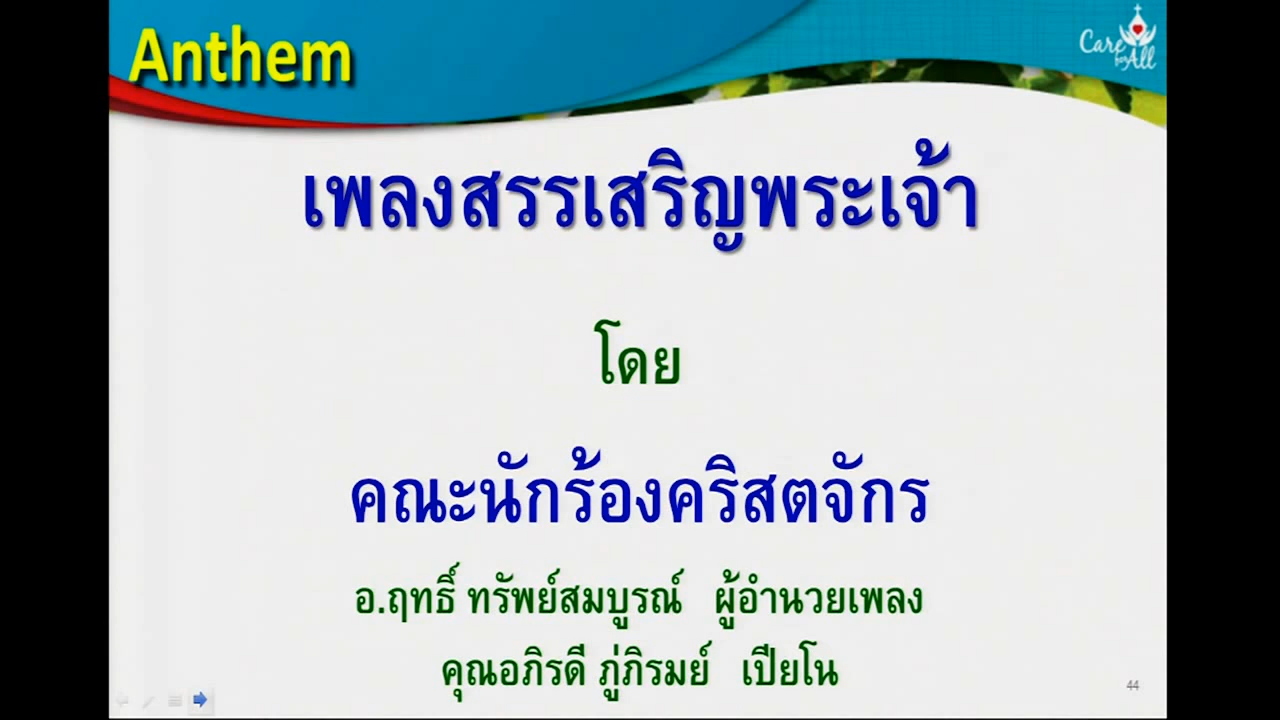 Anthem
Care
for All
เพลงสรรเสริญพระเจ้า
โดย
คณะนักร้องคริสตจักร
อ.ฤทธิ์ ทรัพย์สมบูรณ์ ผู้อำนวยเพลง
คุณอภิรดี ภู่ภิรมย์ เปียโน
44